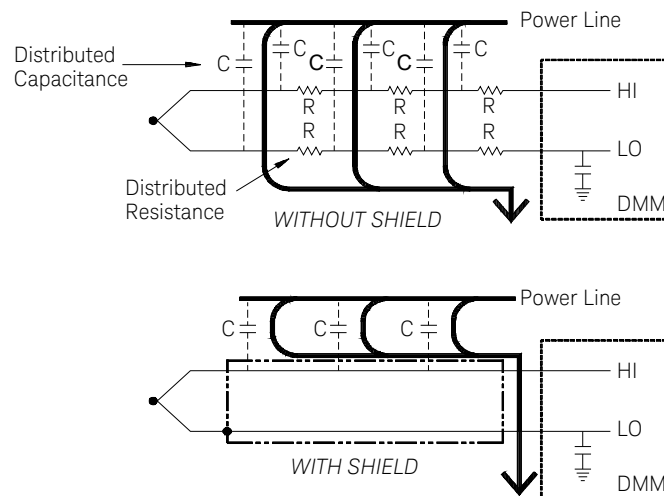 Power Line
Distributed
Capacitance
C C C C C C
HI
R R R
R R R
LO
Distributed
Resistance
WITHOUT SHIELD
DMM
Power Line
C C C
HI
LO
WITH SHIELD
DMM